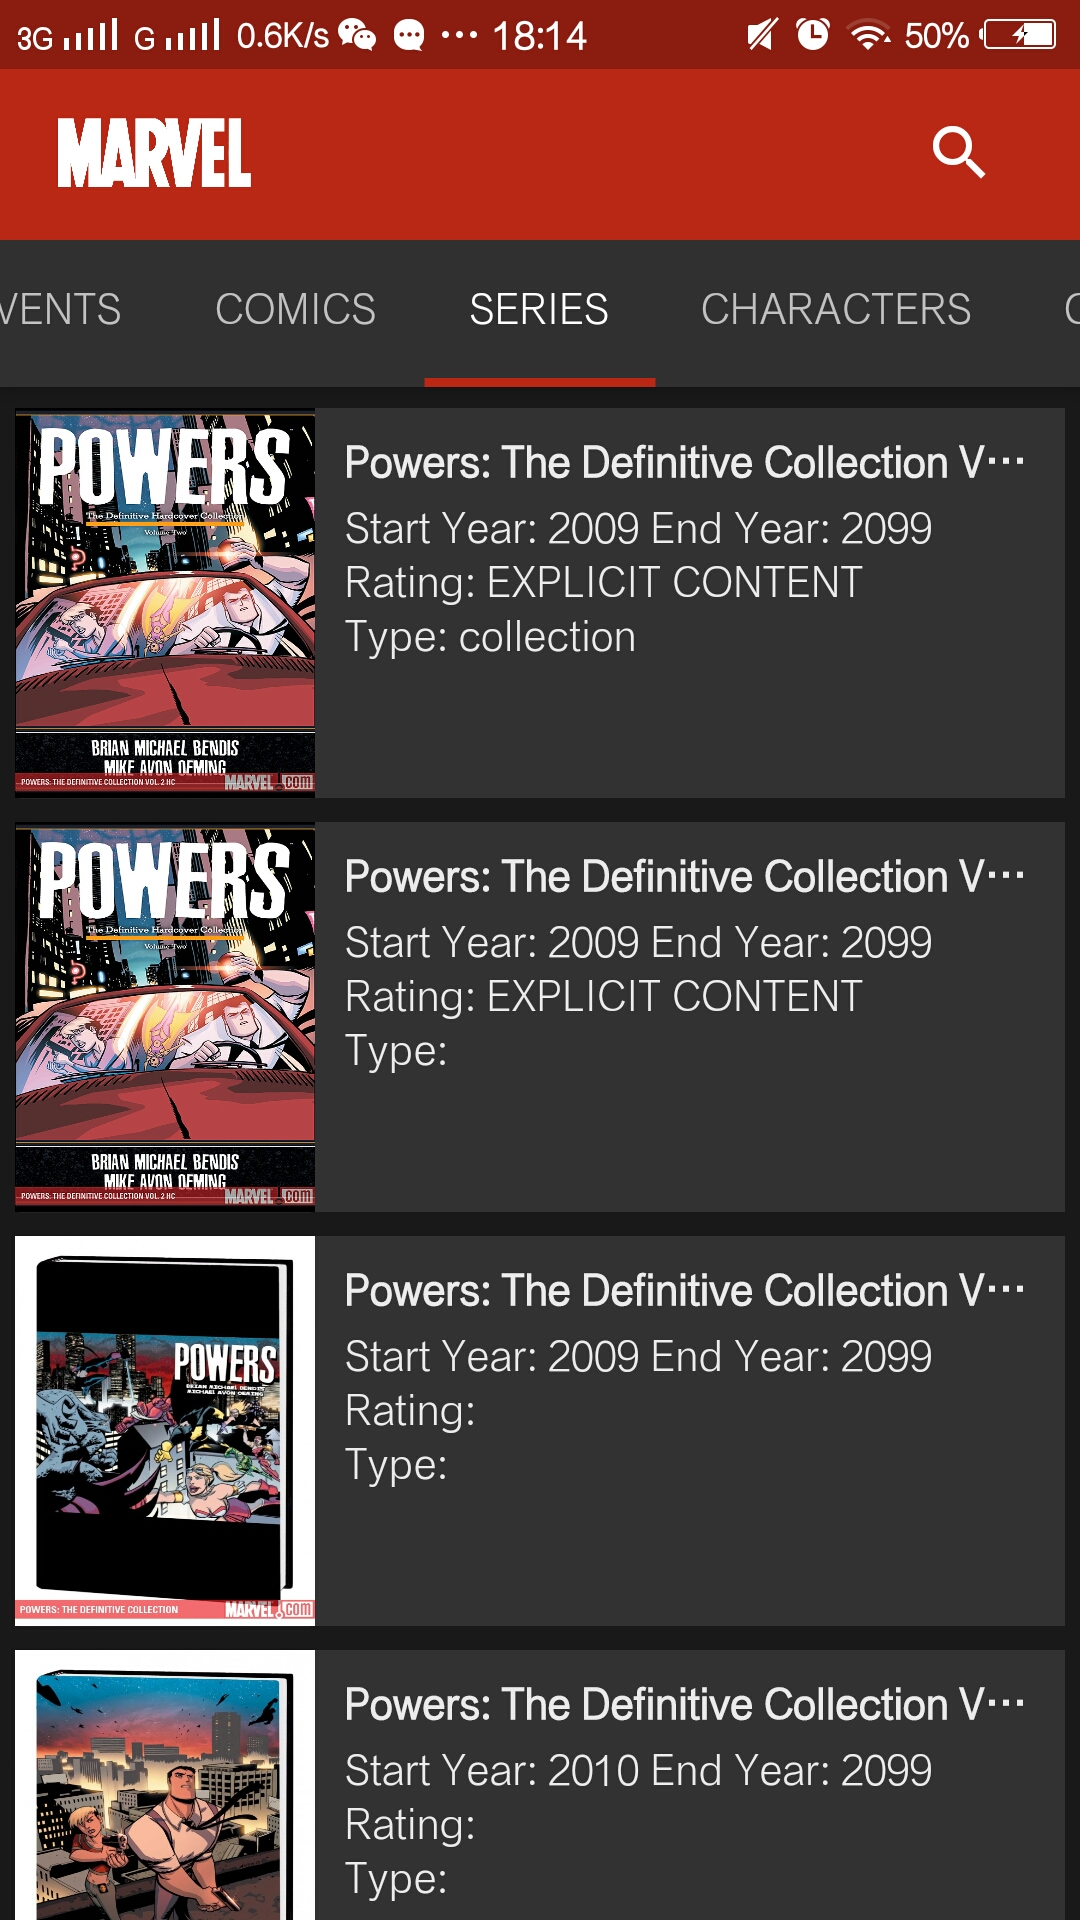 3G G 0.6K/s 18:14 50%
MARVEL
VENTS COMICS SERIES CHARACTERS C
POWERS
The Definitive Hardcover Collection
Volume Two
BRIAN MICHAEL BENDIS
MIKE AVON OEMING
POWERS: THE DEFINITIVE COLLECTION VOL. 2 HC MARVEL.COM
Powers: The Definitive Collection V···
Start Year: 2009 End Year: 2099
Rating: EXPLICIT CONTENT
Type: collection
POWERS
The Definitive Hardcover Collection
Volume Two
BRIAN MICHAEL BENDIS
MIKE AVON OEMING
POWERS: THE DEFINITIVE COLLECTION VOL. 2 HC MARVEL.COM
Powers: The Definitive Collection V···
Start Year: 2009 End Year: 2099
Rating: EXPLICIT CONTENT
Type:
POWERS
BRIAN MICHAEL BENDIS
MICHAEL AVON OEMING
POWERS: THE DEFINITIVE COLLECTION MARVEL.COM
Powers: The Definitive Collection V···
Start Year: 2009 End Year: 2099
Rating:
Type:
Powers: The Definitive Collection V···
Start Year: 2010 End Year: 2099
Rating:
Type: